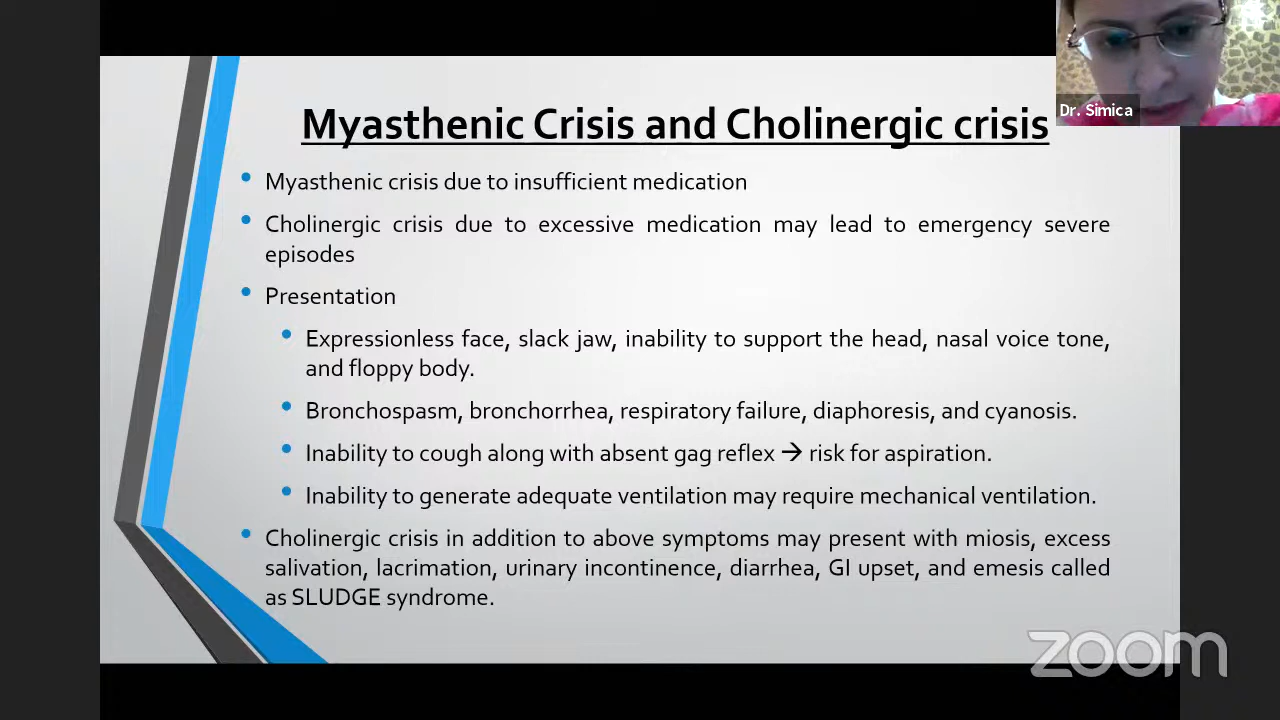 Dr. Simica
Myasthenic Crisis and Cholinergic crisis
• Myasthenic crisis due to insufficient medication
• Cholinergic crisis due to excessive medication may lead to emergency severe
episodes
• Presentation
• Expressionless face, slack jaw, inability to support the head, nasal voice tone,
and floppy body.
• Bronchospasm, bronchorrhea, respiratory failure, diaphoresis, and cyanosis.
• Inability to cough along with absent gag reflex → risk for aspiration.
• Inability to generate adequate ventilation may require mechanical ventilation.
• Cholinergic crisis in addition to above symptoms may present with miosis, excess
salivation, lacrimation, urinary incontinence, diarrhea, GI upset, and emesis called
as SLUDGE syndrome.
zoom